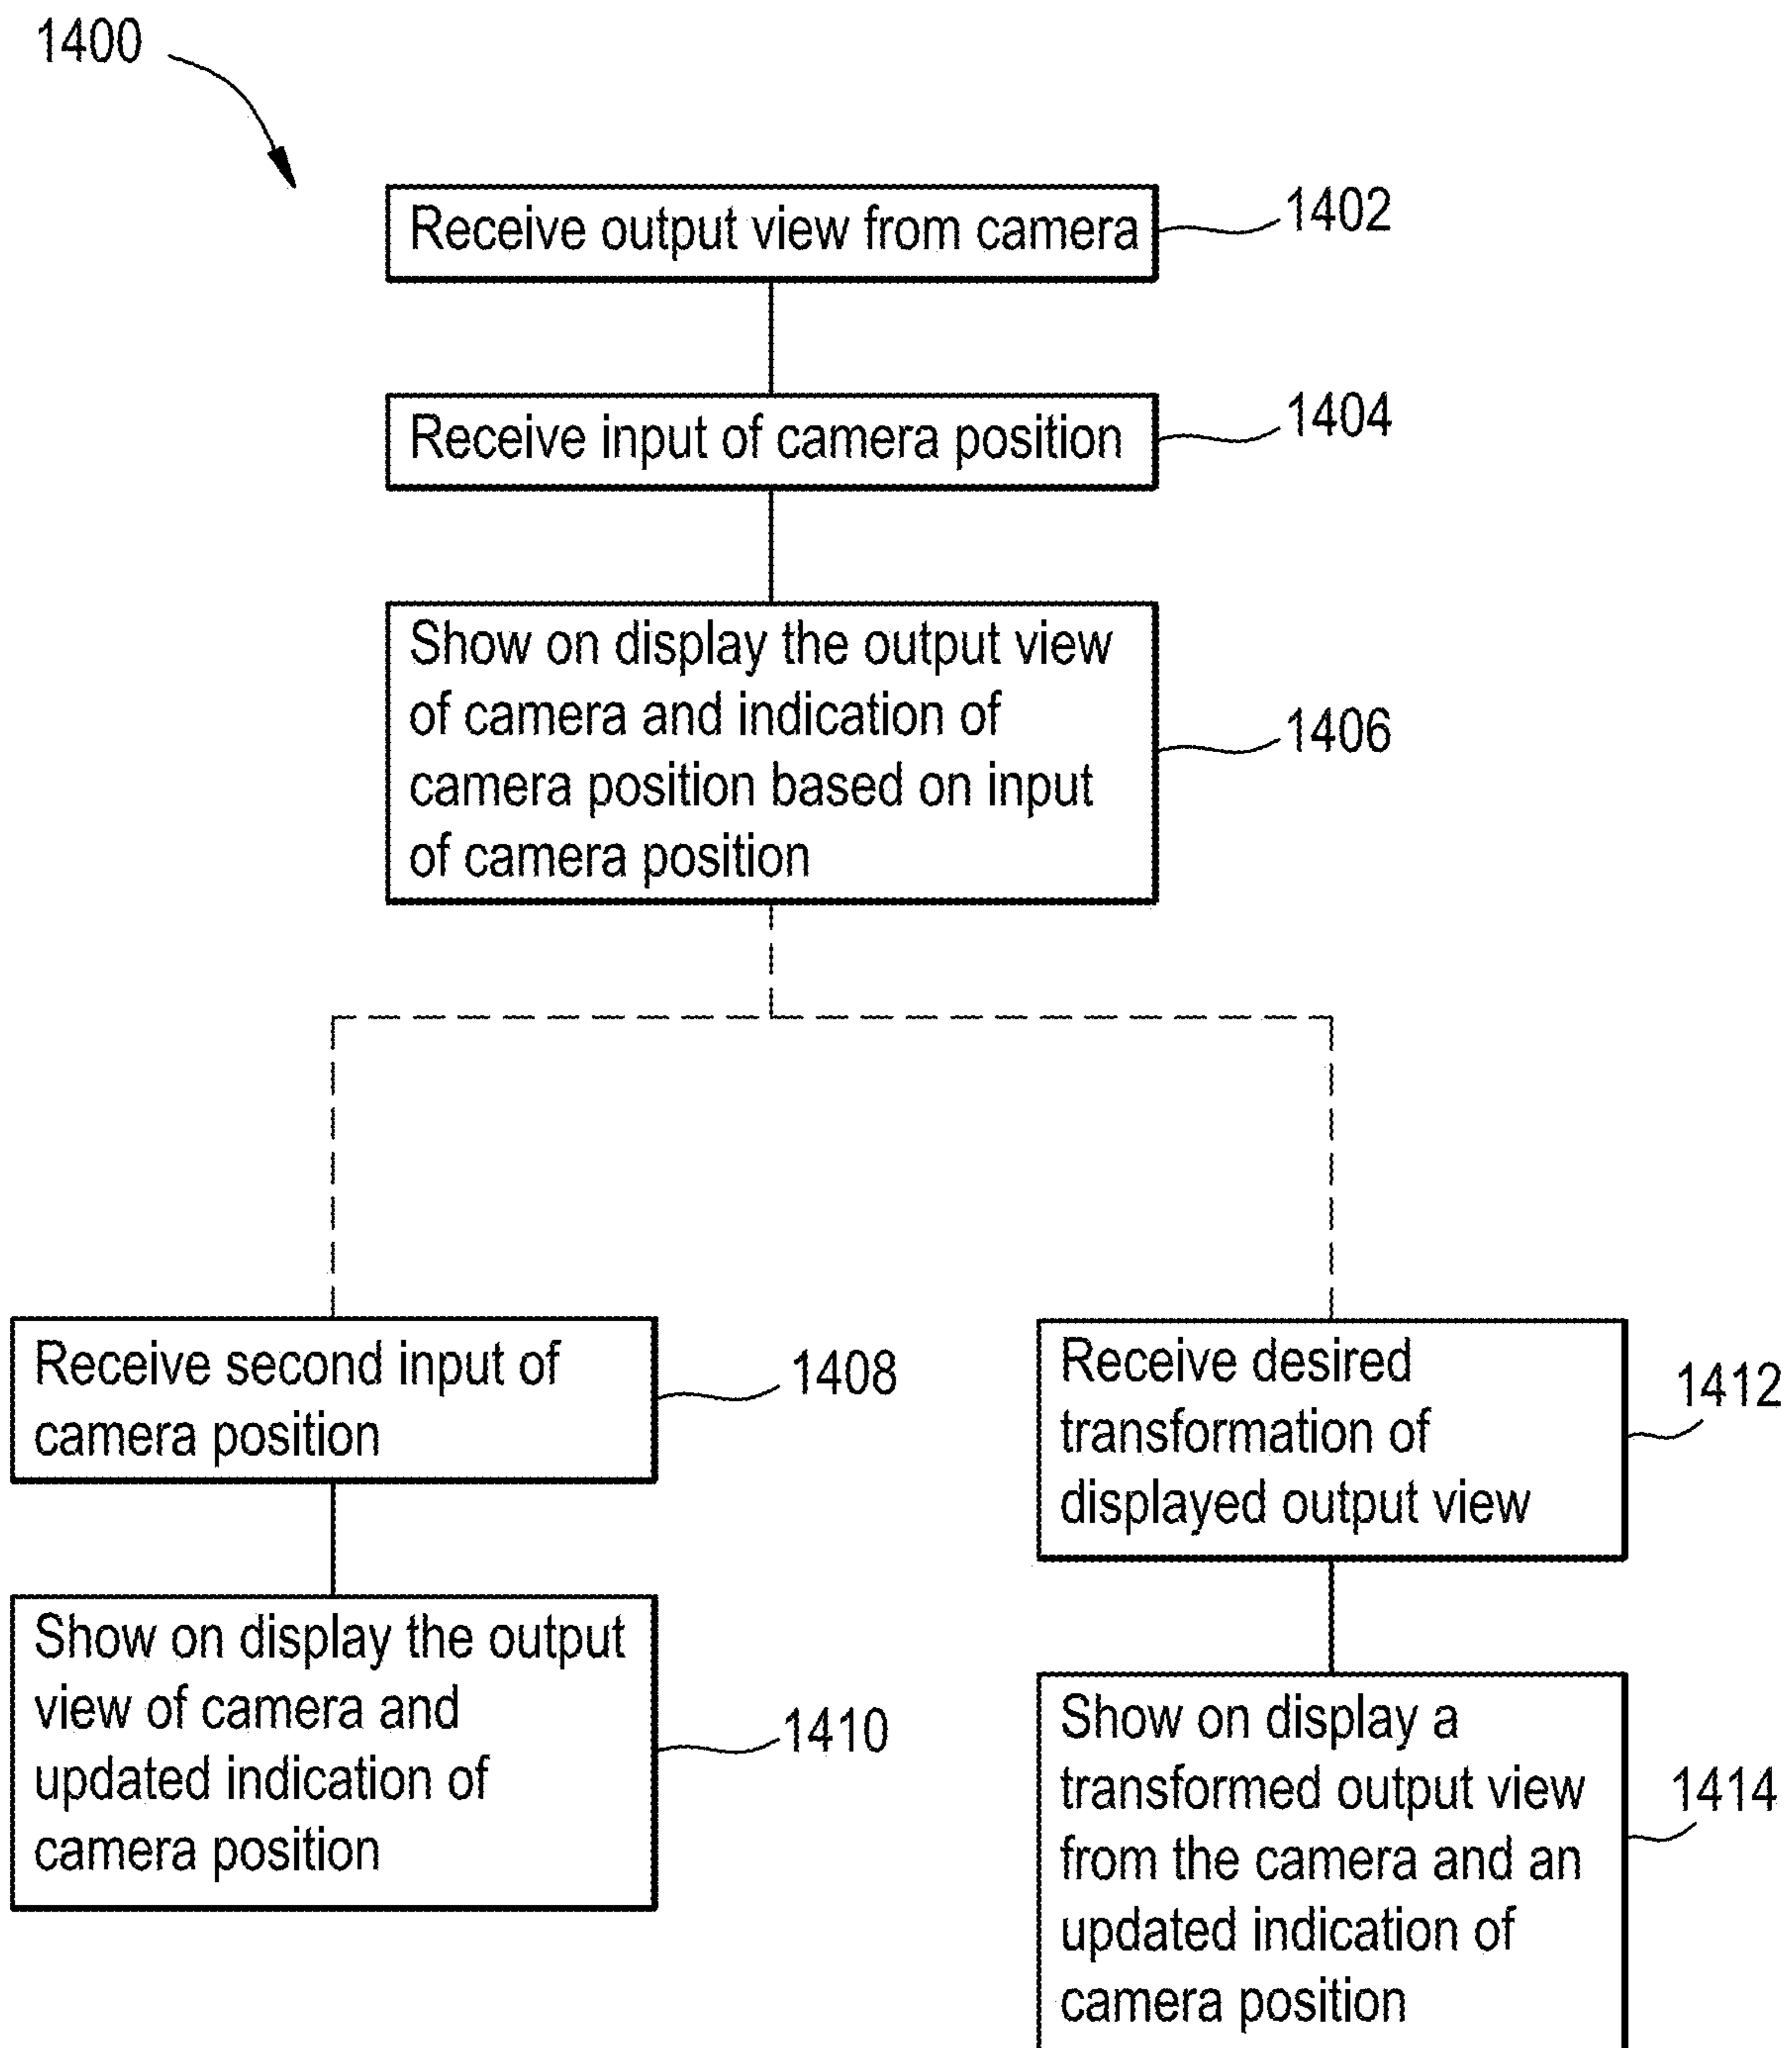 1400
Receive output view from camera
1402
Receive input of camera position
1404
Show on display the output view
of camera and indication of
camera position based on input
of camera position
1406
Receive second input of
camera position
1408
Show on display the output
view of camera and
updated indication of
camera position
1410
Receive desired
transformation of
displayed output view
1412
Show on display a
transformed output view
from the camera and an
updated indication of
camera position
1414